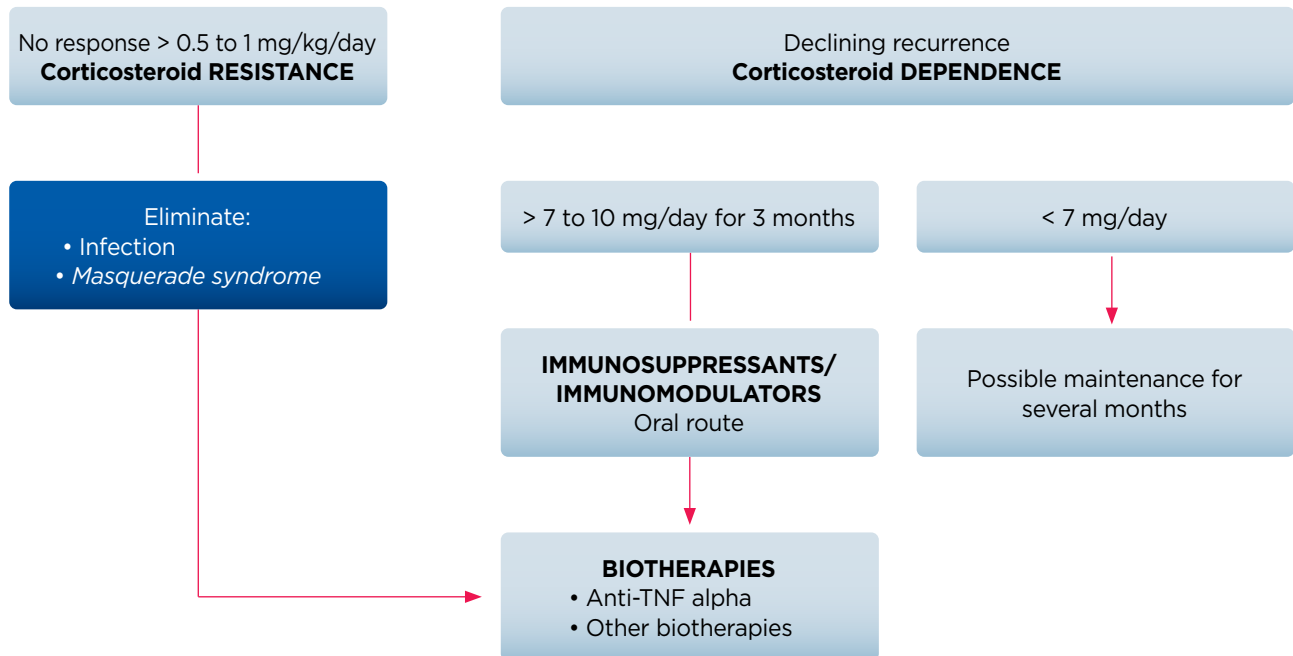 No response > 0.5 to 1 mg/kg/day
Corticosteroid RESISTANCE
Declining recurrence
Corticosteroid DEPENDENCE
Eliminate:
• Infection
• Masquerade syndrome
> 7 to 10 mg/day for 3 months
< 7 mg/day
IMMUNOSUPPRESSANTS/
IMMUNOMODULATORS
Oral route
Possible maintenance for
several months
BIOTHERAPIES
• Anti-TNF alpha
• Other biotherapies